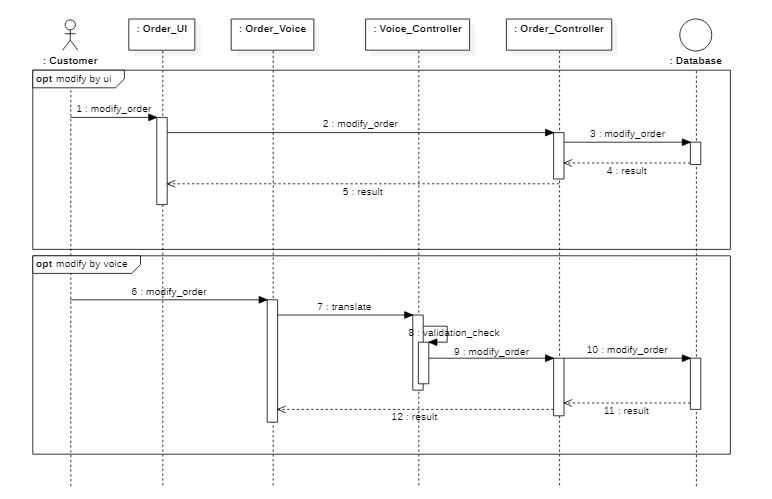 : Order_UI
: Order_Voice
: Voice_Controller
: Order_Controller
: Customer
: Database
opt modify by ui
1 : modify_order
2 : modify_order
3 : modify_order
4 : result
5 : result
opt modify by voice
6 : modify_order
7 : translate
8 : validation_check
9 : modify_order
10 : modify_order
11 : result
12 : result